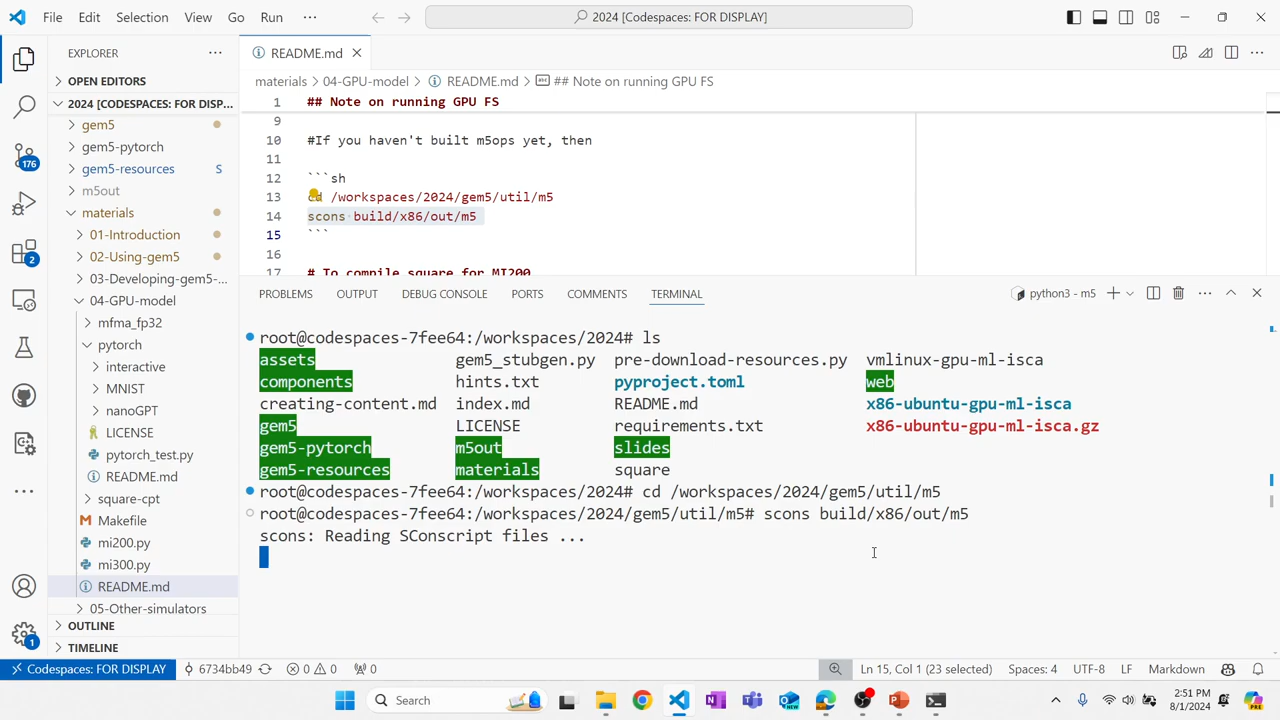 File Edit Selection View Go Run ··· 2024 [Codespaces: FOR DISPLAY]
EXPLORER ···
OPEN EDITORS
2024 [CODESPACES: FOR DISP...
gem5
gem5-pytorch
gem5-resources S
m5out
materials
01-Introduction
02-Using-gem5
03-Developing-gem5-...
04-GPU-model
mfma_fp32
pytorch
interactive
MNIST
nanoGPT
LICENSE
pytorch_test.py
README.md
square-cpt
Makefile
mi200.py
mi300.py
README.md
05-Other-simulators
OUTLINE
TIMELINE
176
2
1
README.md
materials > 04-GPU-model > README.md > ## Note on running GPU FS
1 ## Note on running GPU FS
9
10 #If you haven't built m5ops yet, then
11
12 ```sh
13 cd /workspaces/2024/gem5/util/m5
14 scons build/x86/out/m5
15 ```
16
17 # To compile square for MI200
PROBLEMS OUTPUT DEBUG CONSOLE PORTS COMMENTS TERMINAL python3 - m5
root@codespaces-7fee64:/workspaces/2024# ls
assets gem5_stubgen.py pre-download-resources.py vmlinux-gpu-ml-isca
components hints.txt pyproject.toml web
creating-content.md index.md README.md x86-ubuntu-gpu-ml-isca
gem5 LICENSE requirements.txt x86-ubuntu-gpu-ml-isca.gz
gem5-pytorch m5out slides
gem5-resources materials square
root@codespaces-7fee64:/workspaces/2024# cd /workspaces/2024/gem5/util/m5
root@codespaces-7fee64:/workspaces/2024/gem5/util/m5# scons build/x86/out/m5
scons: Reading SConscript files ...
Codespaces: FOR DISPLAY 6734bb49 0 0 0 Ln 15, Col 1 (23 selected) Spaces: 4 UTF-8 LF Markdown
Search
2:51 PM
8/1/2024